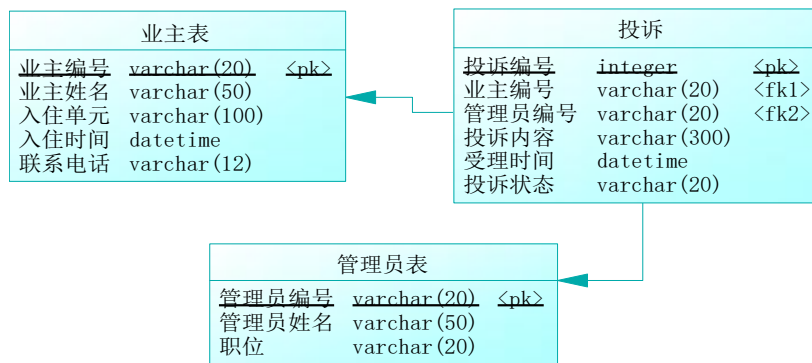 业主表
业主编号 varchar(20) <pk>
业主姓名 varchar(50)
入住单元 varchar(100)
入住时间 datetime
联系电话 varchar(12)
投诉
投诉编号 integer <pk>
业主编号 varchar(20) <fk1>
管理员编号 varchar(20) <fk2>
投诉内容 varchar(300)
受理时间 datetime
投诉状态 varchar(20)
管理员表
管理员编号 varchar(20) <pk>
管理员姓名 varchar(50)
职位 varchar(20)